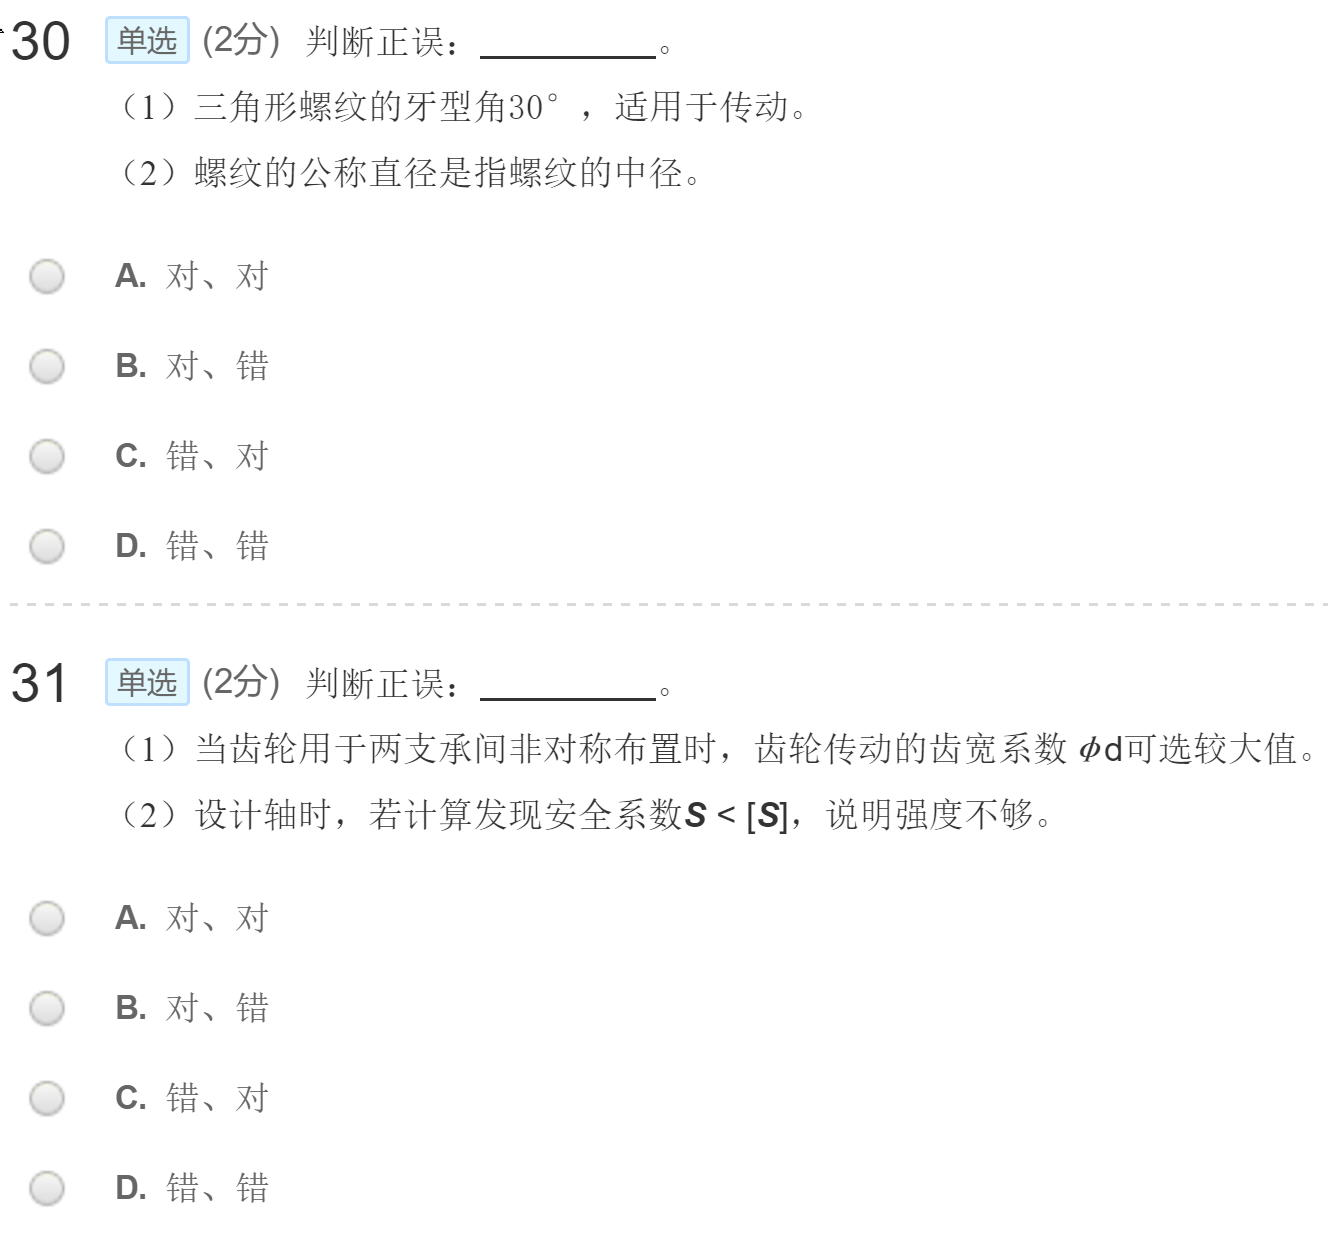 30 单选 (2分) 判断正误：__________。
（1）三角形螺纹的牙型角30°，适用于传动。
（2）螺纹的公称直径是指螺纹的中径。
A. 对、对
B. 对、错
C. 错、对
D. 错、错
31 单选 (2分) 判断正误：__________。
（1）当齿轮用于两支承间非对称布置时，齿轮传动的齿宽系数 ϕd可选较大值。
（2）设计轴时，若计算发现安全系数S < [S]，说明强度不够。
A. 对、对
B. 对、错
C. 错、对
D. 错、错